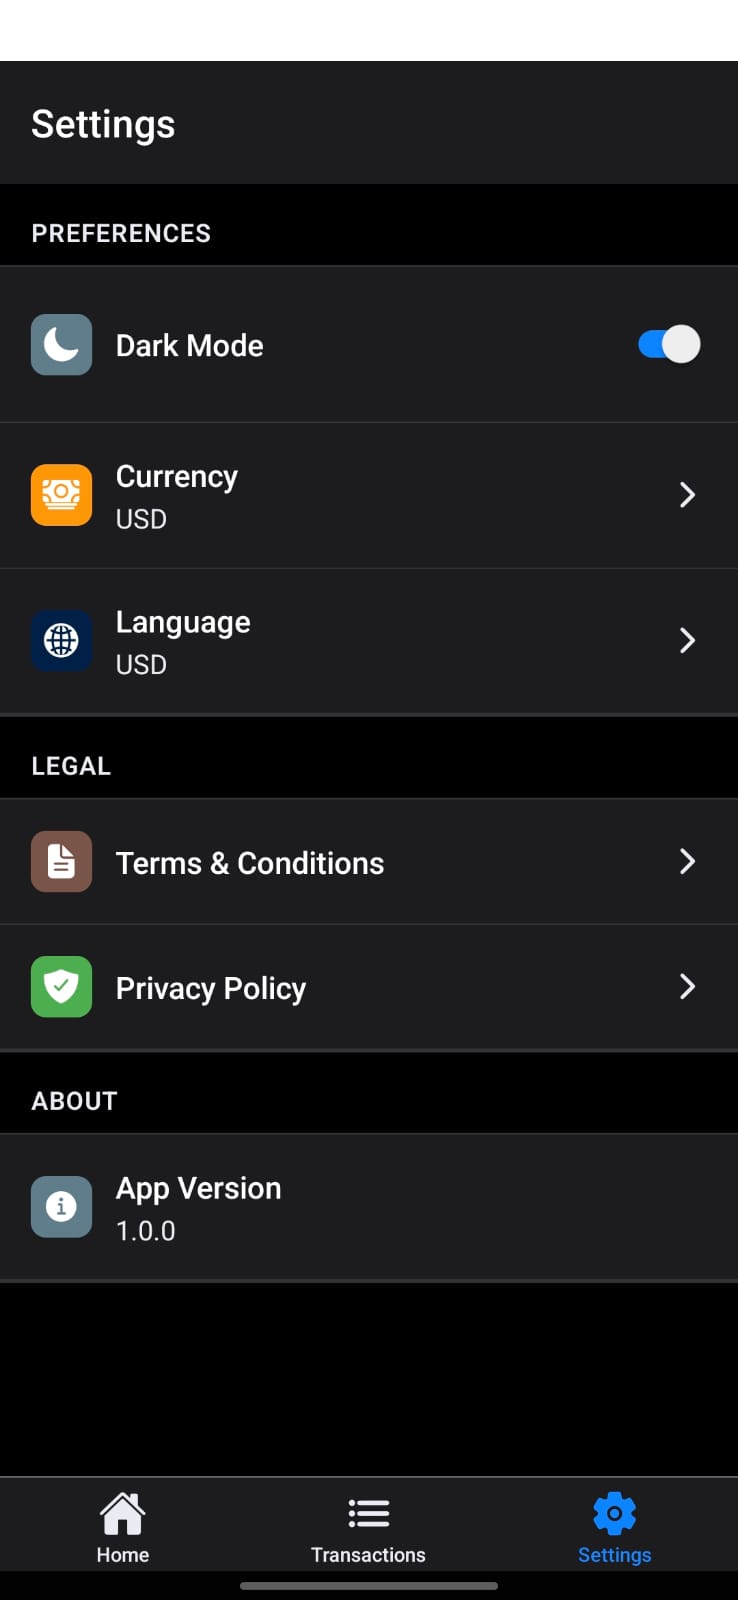 Settings
PREFERENCES
Dark Mode
Currency
USD
Language
USD
LEGAL
Terms & Conditions
Privacy Policy
ABOUT
App Version
1.0.0
Home
Transactions
Settings